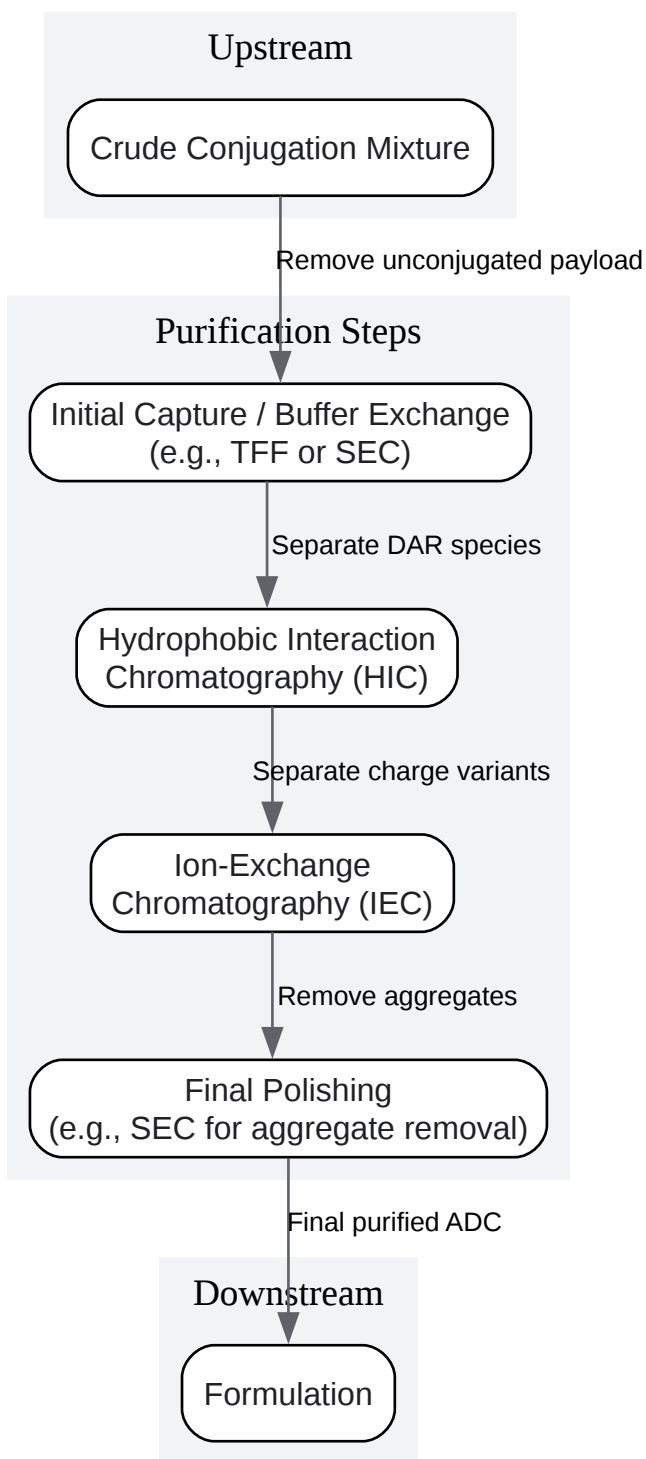 Upstream
Crude Conjugation Mixture
Remove unconjugated payload
Purification Steps
Initial Capture / Buffer Exchange
(e.g., TFF or SEC)
Separate DAR species
Hydrophobic Interaction
Chromatography (HIC)
Separate charge variants
Ion-Exchange
Chromatography (IEC)
Remove aggregates
Final Polishing
(e.g., SEC for aggregate removal)
Final purified ADC
Downstream
Formulation